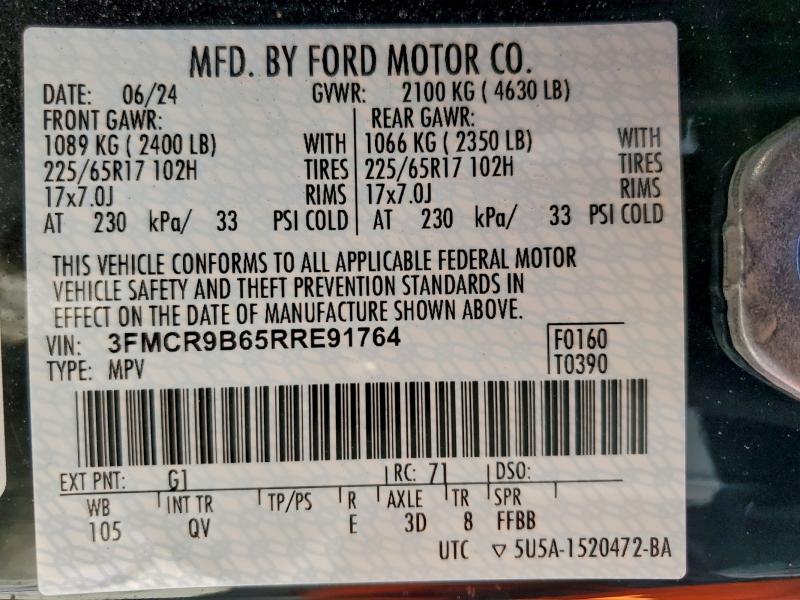 MFD. BY FORD MOTOR CO.
DATE: 06/24 GVWR: 2100 KG ( 4630 LB)
FRONT GAWR: REAR GAWR:
1089 KG ( 2400 LB) WITH 1066 KG ( 2350 LB) WITH
225/65R17 102H TIRES 225/65R17 102H TIRES
17x7.0J RIMS 17x7.0J RIMS
AT 230 kPa/ 33 PSI COLD AT 230 kPa/ 33 PSI COLD
THIS VEHICLE CONFORMS TO ALL APPLICABLE FEDERAL MOTOR
VEHICLE SAFETY AND THEFT PREVENTION STANDARDS IN
EFFECT ON THE DATE OF MANUFACTURE SHOWN ABOVE.
VIN: 3FMCR9B65RRE91764 F0160
TYPE: MPV T0390
EXT PNT: G1 RC: 71 DSO:
WB INT TR TP/PS R AXLE TR SPR
105 QV E 3D 8 FFBB
UTC ▽ 5U5A-1520472-BA